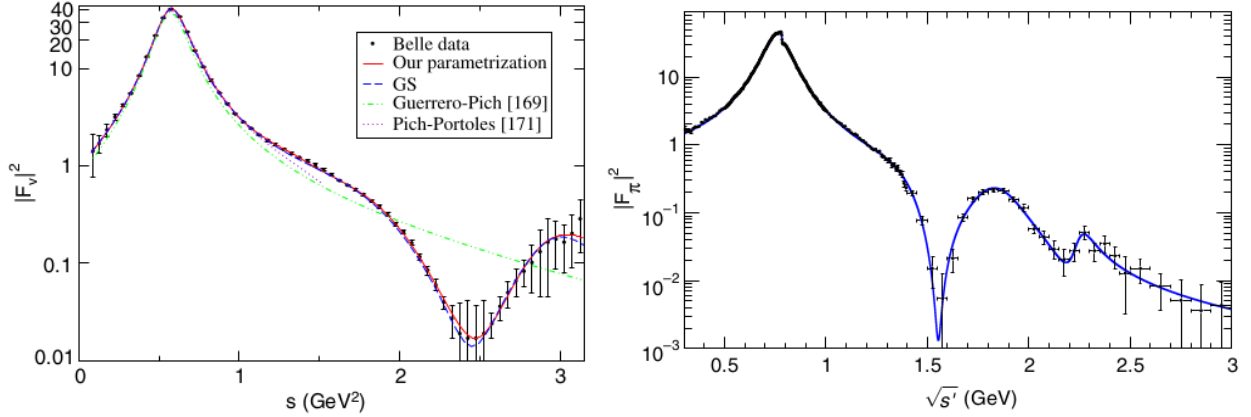 40
30
20
10
1
0.1
0.01
|F_v|^2
Belle data
Our parametrization
GS
Guerrero-Pich [169]
Pich-Portoles [171]
0 1 2 3
s (GeV^2)
10
1
10^-1
10^-2
10^-3
|F_π|^2
0.5 1 1.5 2 2.5 3
√s' (GeV)